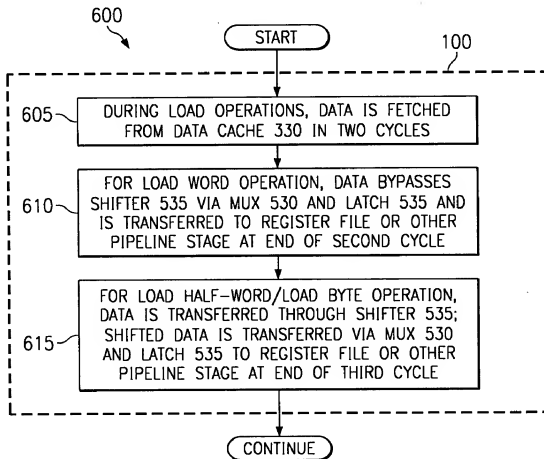 600
START
100
605
DURING LOAD OPERATIONS, DATA IS FETCHED
FROM DATA CACHE 330 IN TWO CYCLES
610
FOR LOAD WORD OPERATION, DATA BYPASSES
SHIFTER 535 VIA MUX 530 AND LATCH 535 AND
IS TRANSFERRED TO REGISTER FILE OR OTHER
PIPELINE STAGE AT END OF SECOND CYCLE
615
FOR LOAD HALF-WORD/LOAD BYTE OPERATION,
DATA IS TRANSFERRED THROUGH SHIFTER 535;
SHIFTED DATA IS TRANSFERRED VIA MUX 530
AND LATCH 535 TO REGISTER FILE OR OTHER
PIPELINE STAGE AT END OF THIRD CYCLE
CONTINUE